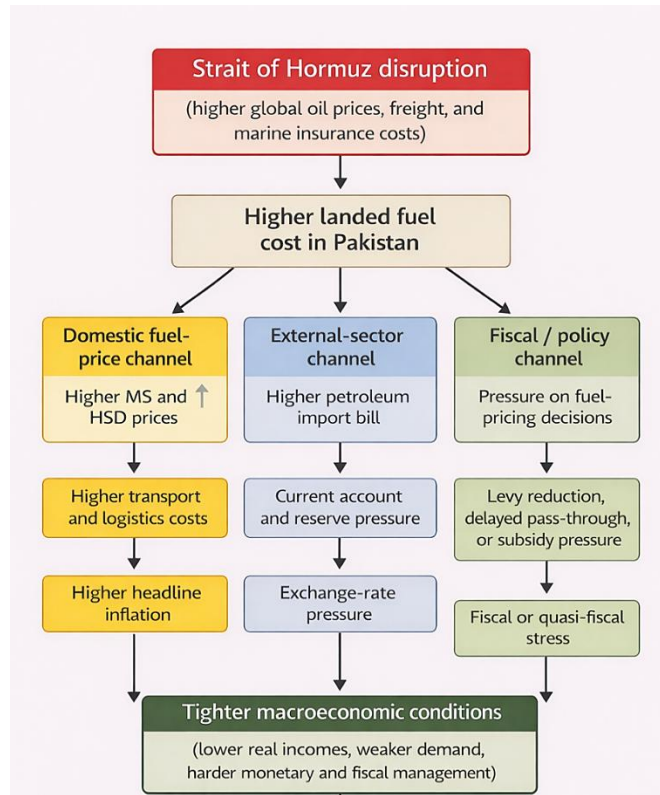 Strait of Hormuz disruption
(higher global oil prices, freight, and
marine insurance costs)
Higher landed fuel
cost in Pakistan
Domestic fuel-
price channel
Higher MS and
HSD prices
Higher transport
and logistics costs
Higher headline
inflation
External-sector
channel
Higher petroleum
import bill
Current account
and reserve pressure
Exchange-rate
pressure
Fiscal / policy
channel
Pressure on fuel-
pricing decisions
Levy reduction,
delayed pass-through,
or subsidy pressure
Fiscal or quasi-fiscal
stress
Tighter macroeconomic conditions
(lower real incomes, weaker demand,
harder monetary and fiscal management)